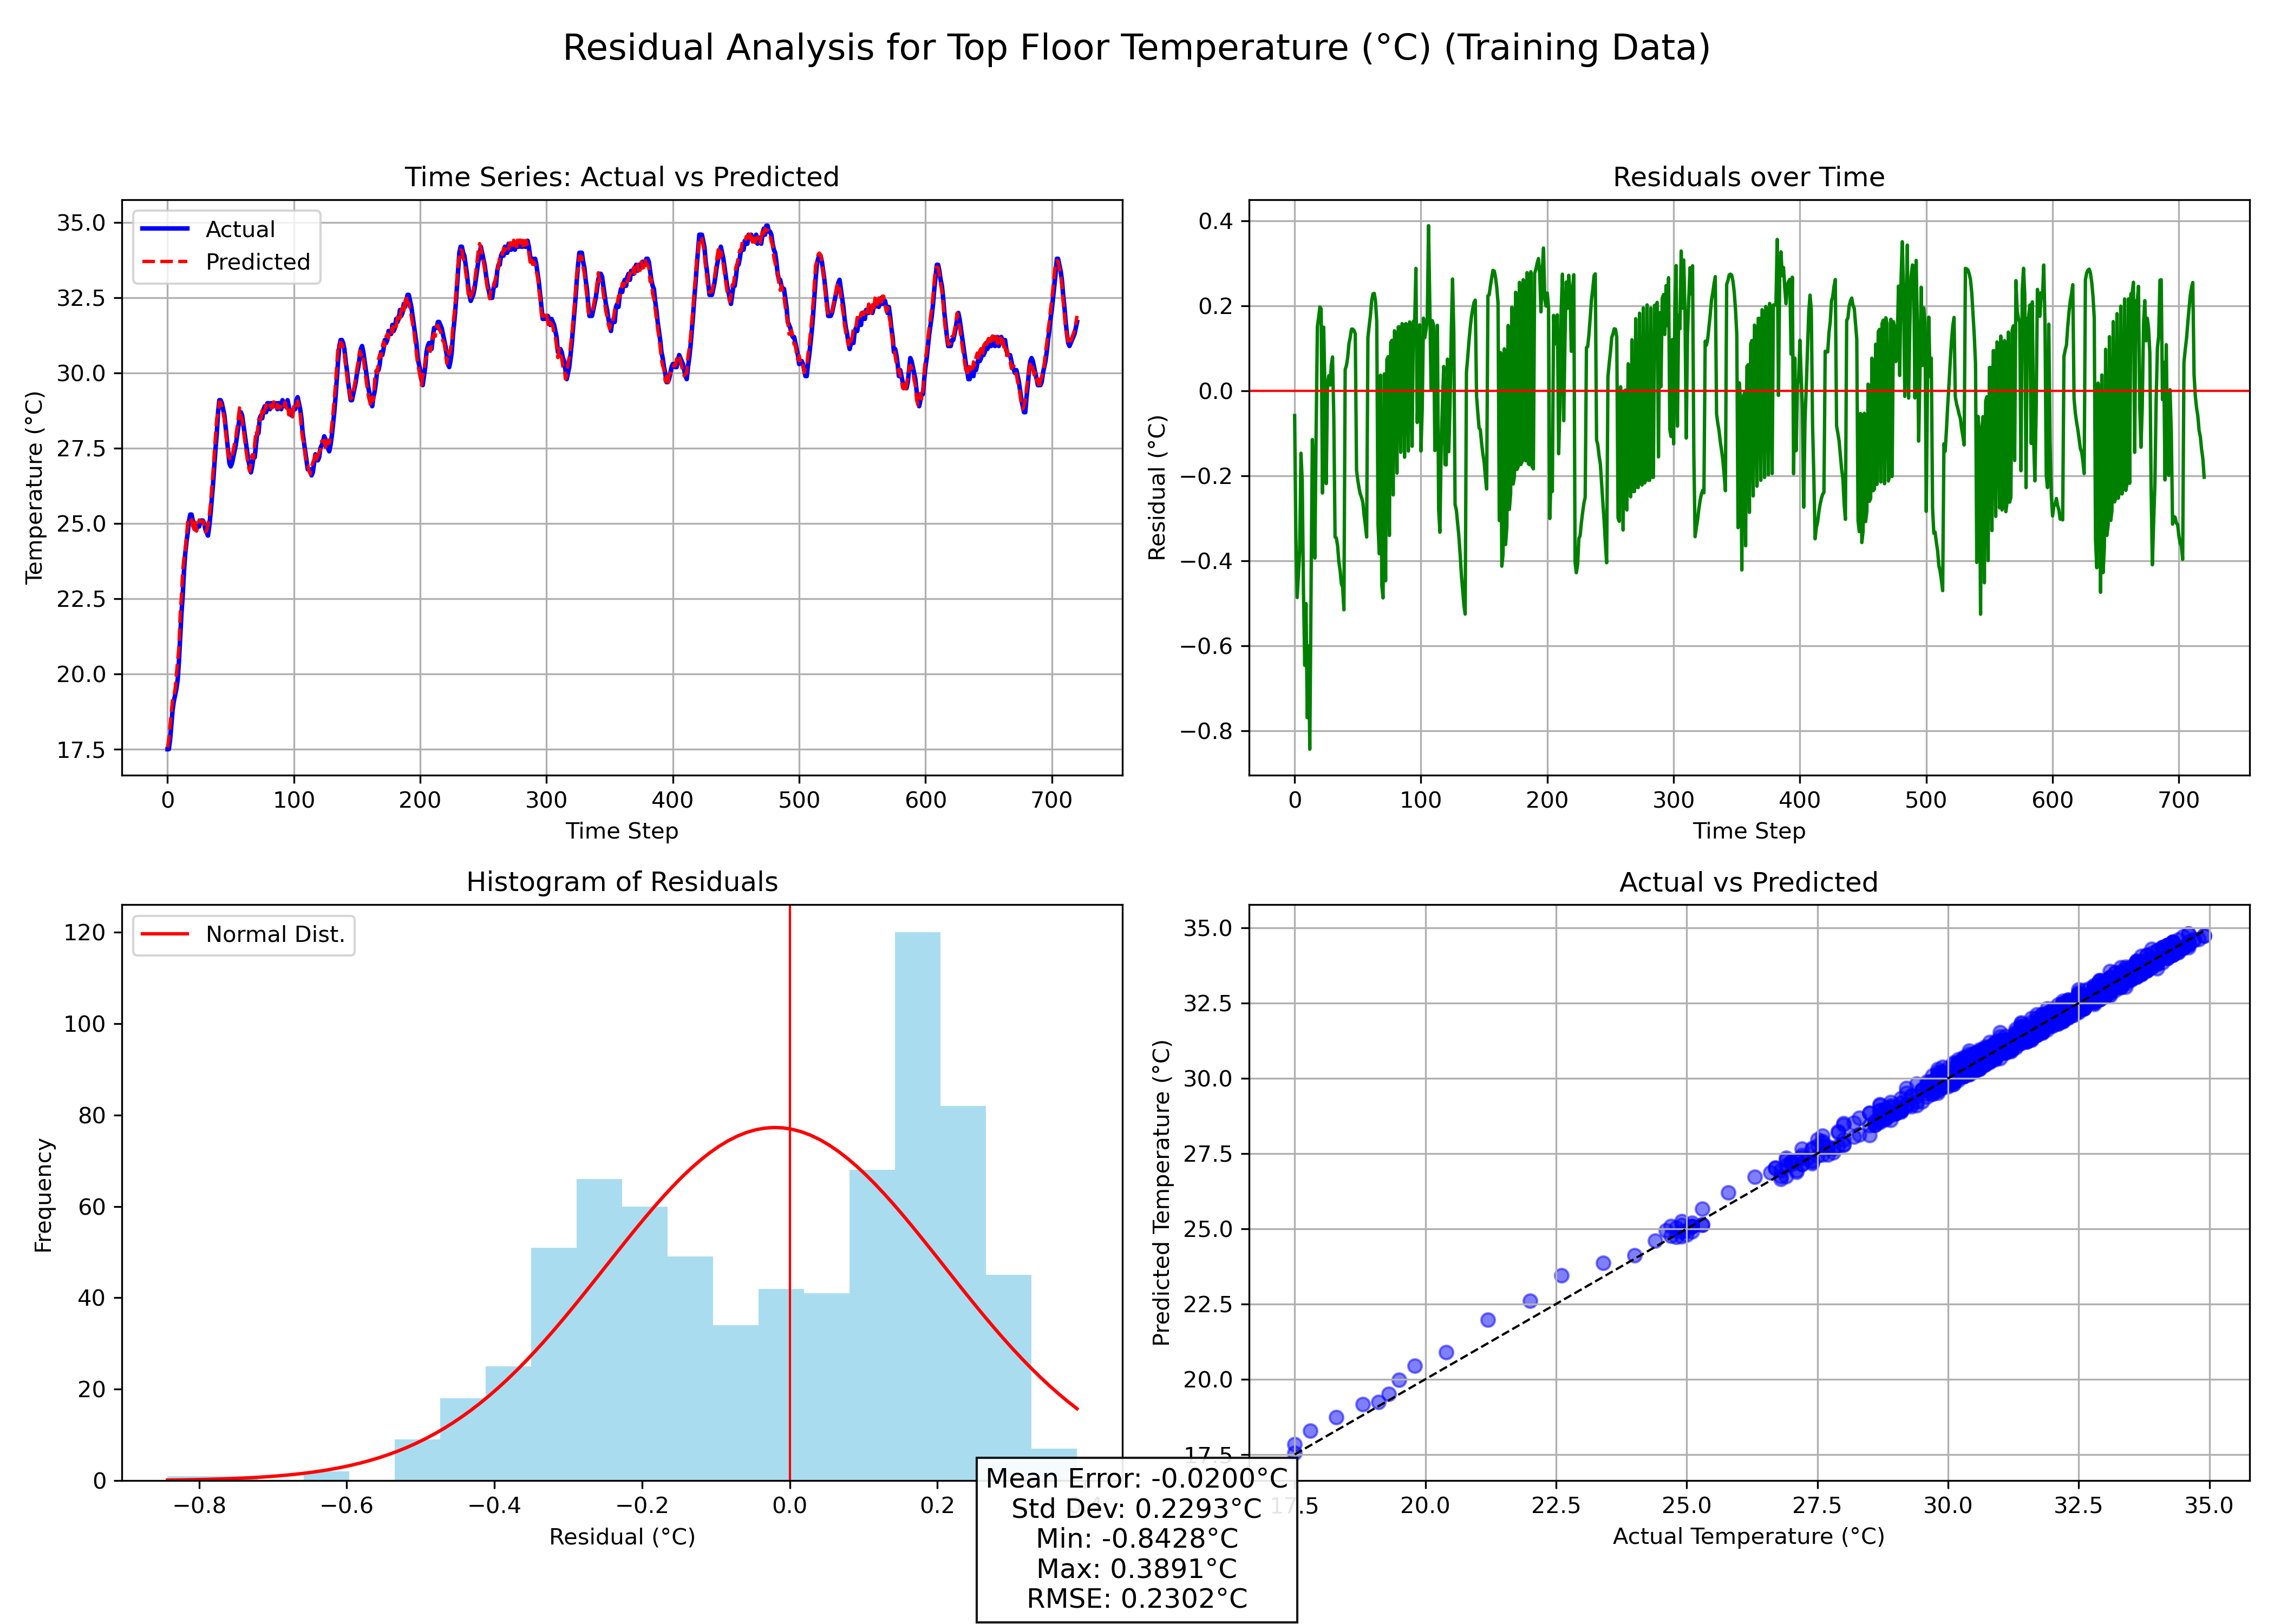 Residual Analysis for Top Floor Temperature (°C) (Training Data)
Time Series: Actual vs Predicted
Actual
Predicted
35.0
32.5
30.0
27.5
25.0
22.5
20.0
17.5
Temperature (°C)
0 100 200 300 400 500 600 700
Time Step
Residuals over Time
0.4
0.2
0.0
−0.2
−0.4
−0.6
−0.8
Residual (°C)
0 100 200 300 400 500 600 700
Time Step
Histogram of Residuals
Normal Dist.
120
100
80
60
40
20
0
Frequency
−0.8 −0.6 −0.4 −0.2 0.0 0.2
Residual (°C)
Actual vs Predicted
35.0
32.5
30.0
27.5
25.0
22.5
20.0
17.5
Predicted Temperature (°C)
17.5 20.0 22.5 25.0 27.5 30.0 32.5 35.0
Actual Temperature (°C)
Mean Error: -0.0200°C
Std Dev: 0.2293°C
Min: -0.8428°C
Max: 0.3891°C
RMSE: 0.2302°C